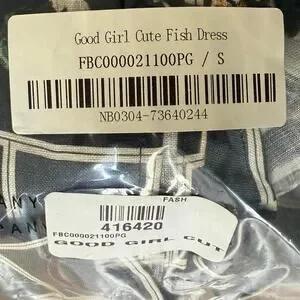 Good Girl Cute Fish Dress
FBC000021100PG / S
NB0304-73640244
FASH
416420
FBC000021100PG
GOOD GIRL CUT